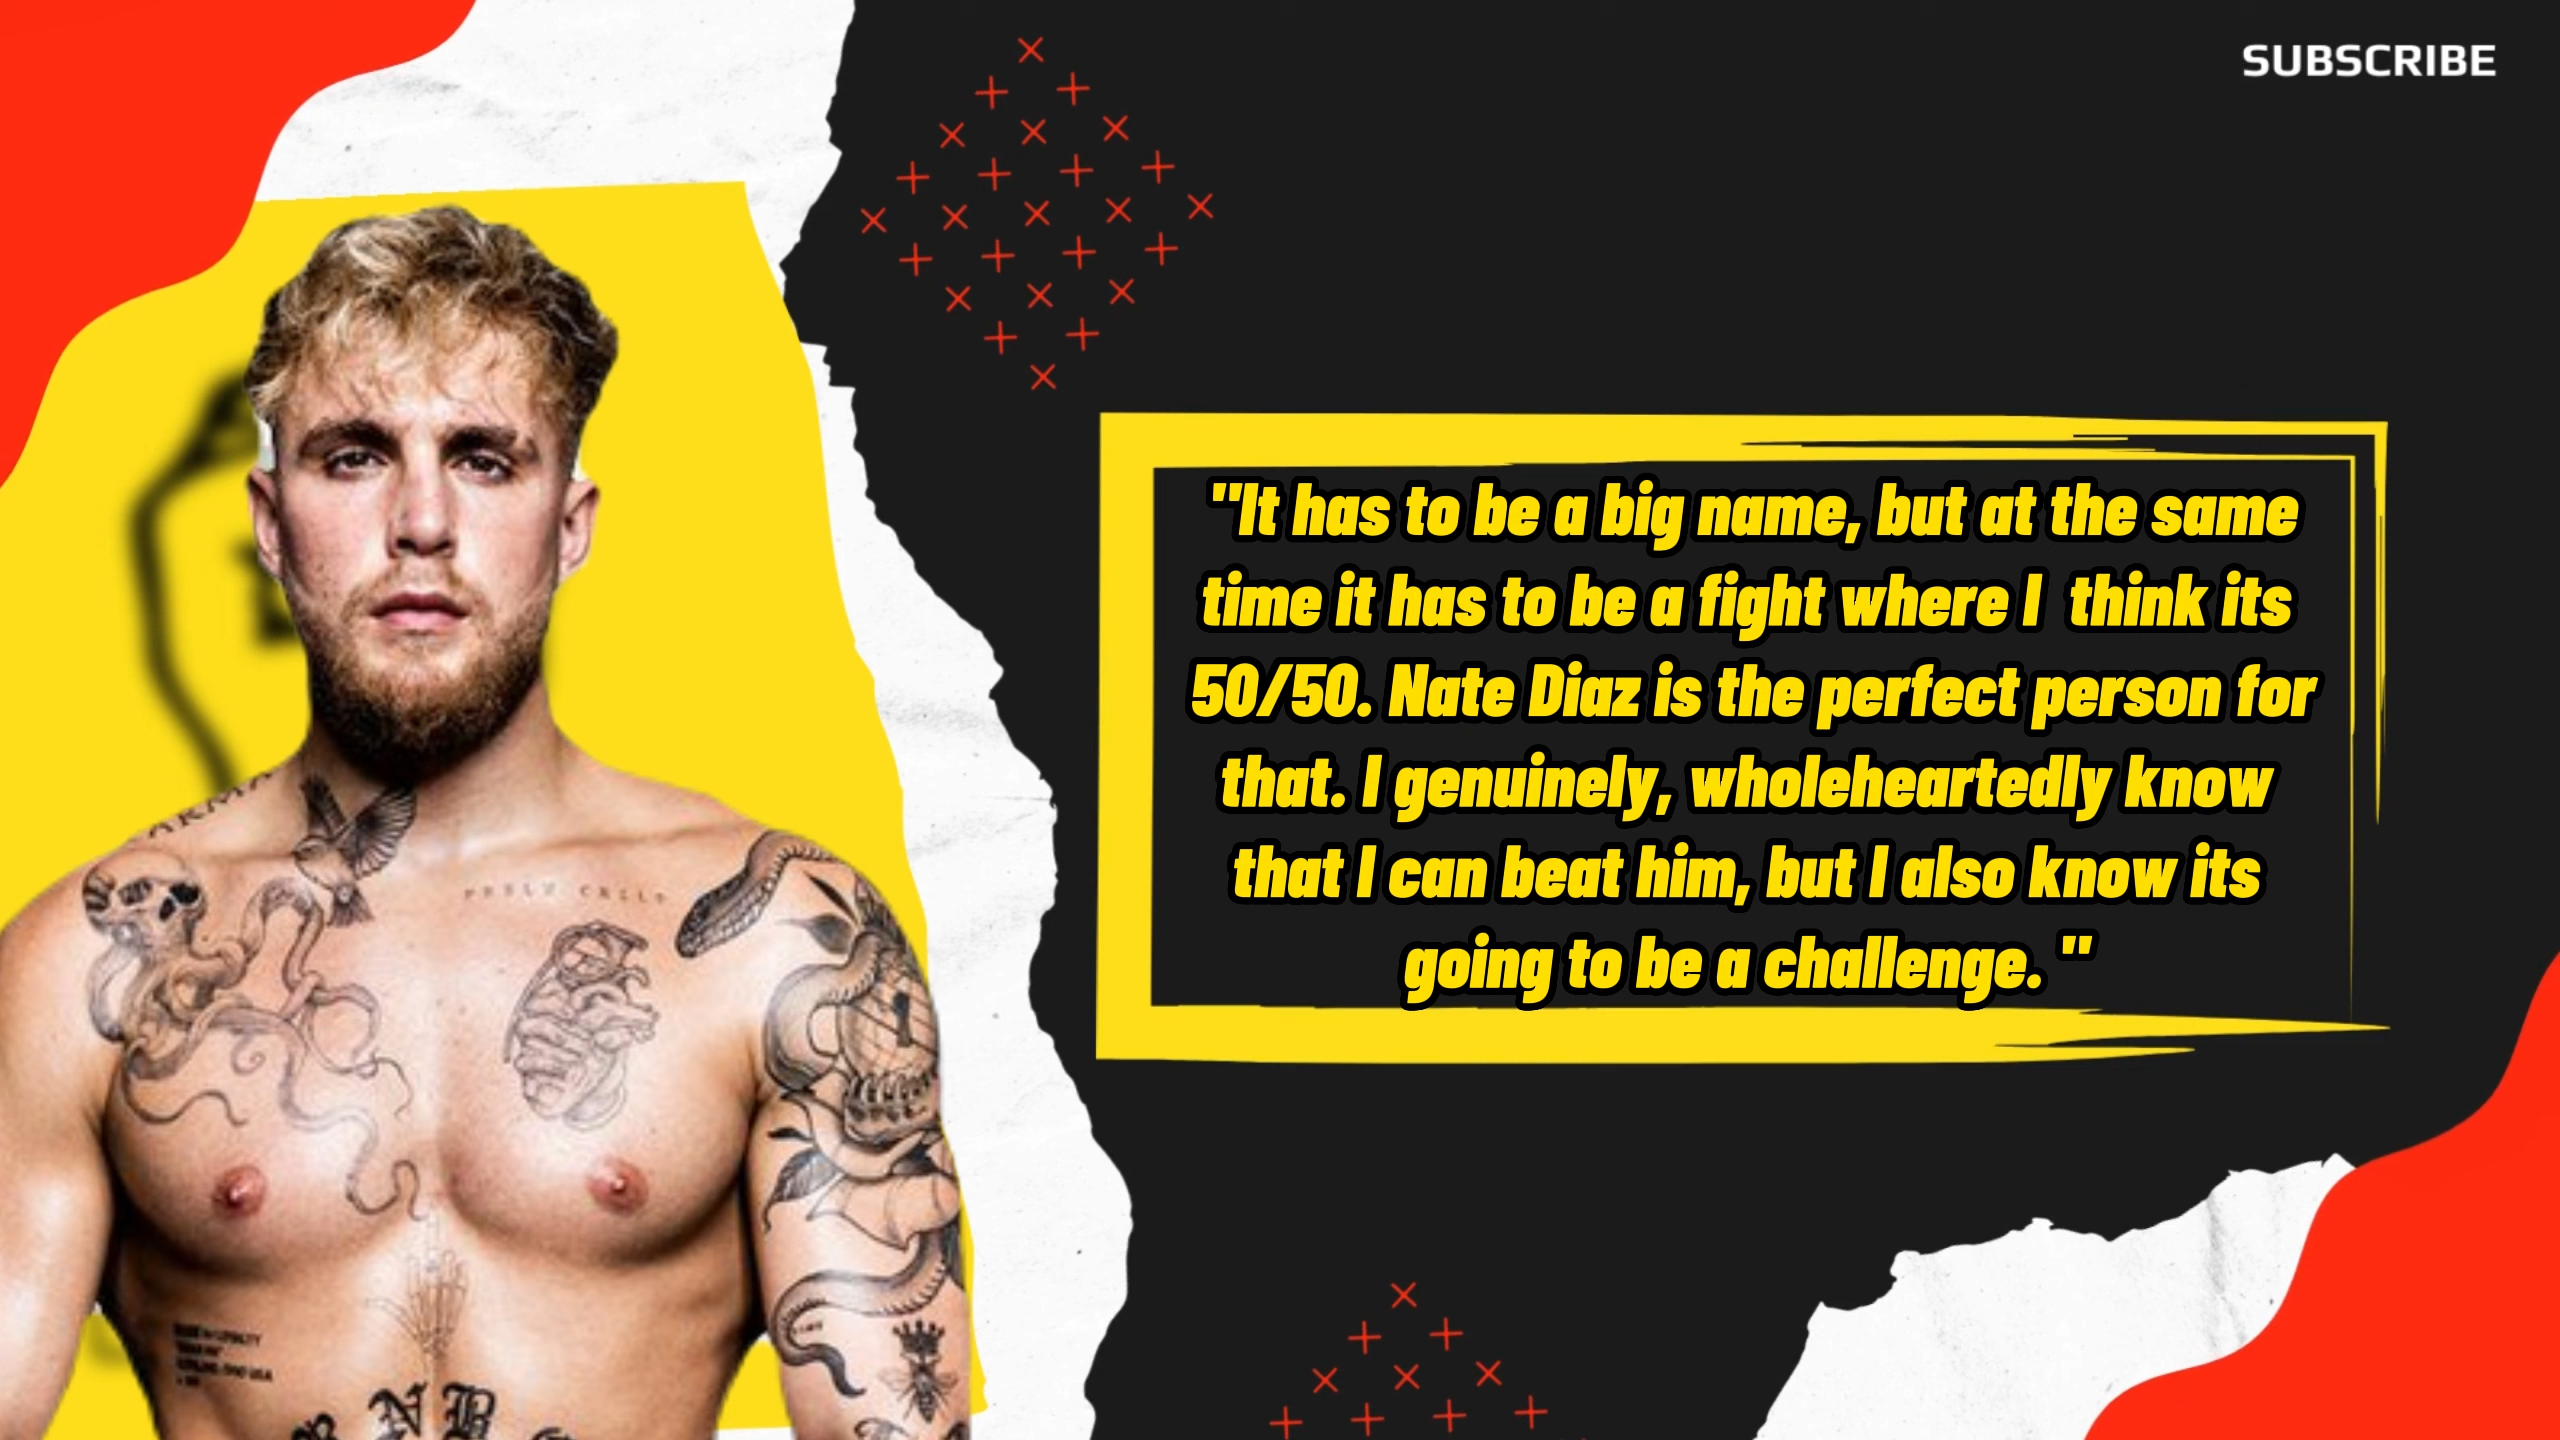 SUBSCRIBE
"It has to be a big name, but at the same
time it has to be a fight where I think its
50/50. Nate Diaz is the perfect person for
that. I genuinely, wholeheartedly know
that I can beat him, but I also know its
going to be a challenge. "